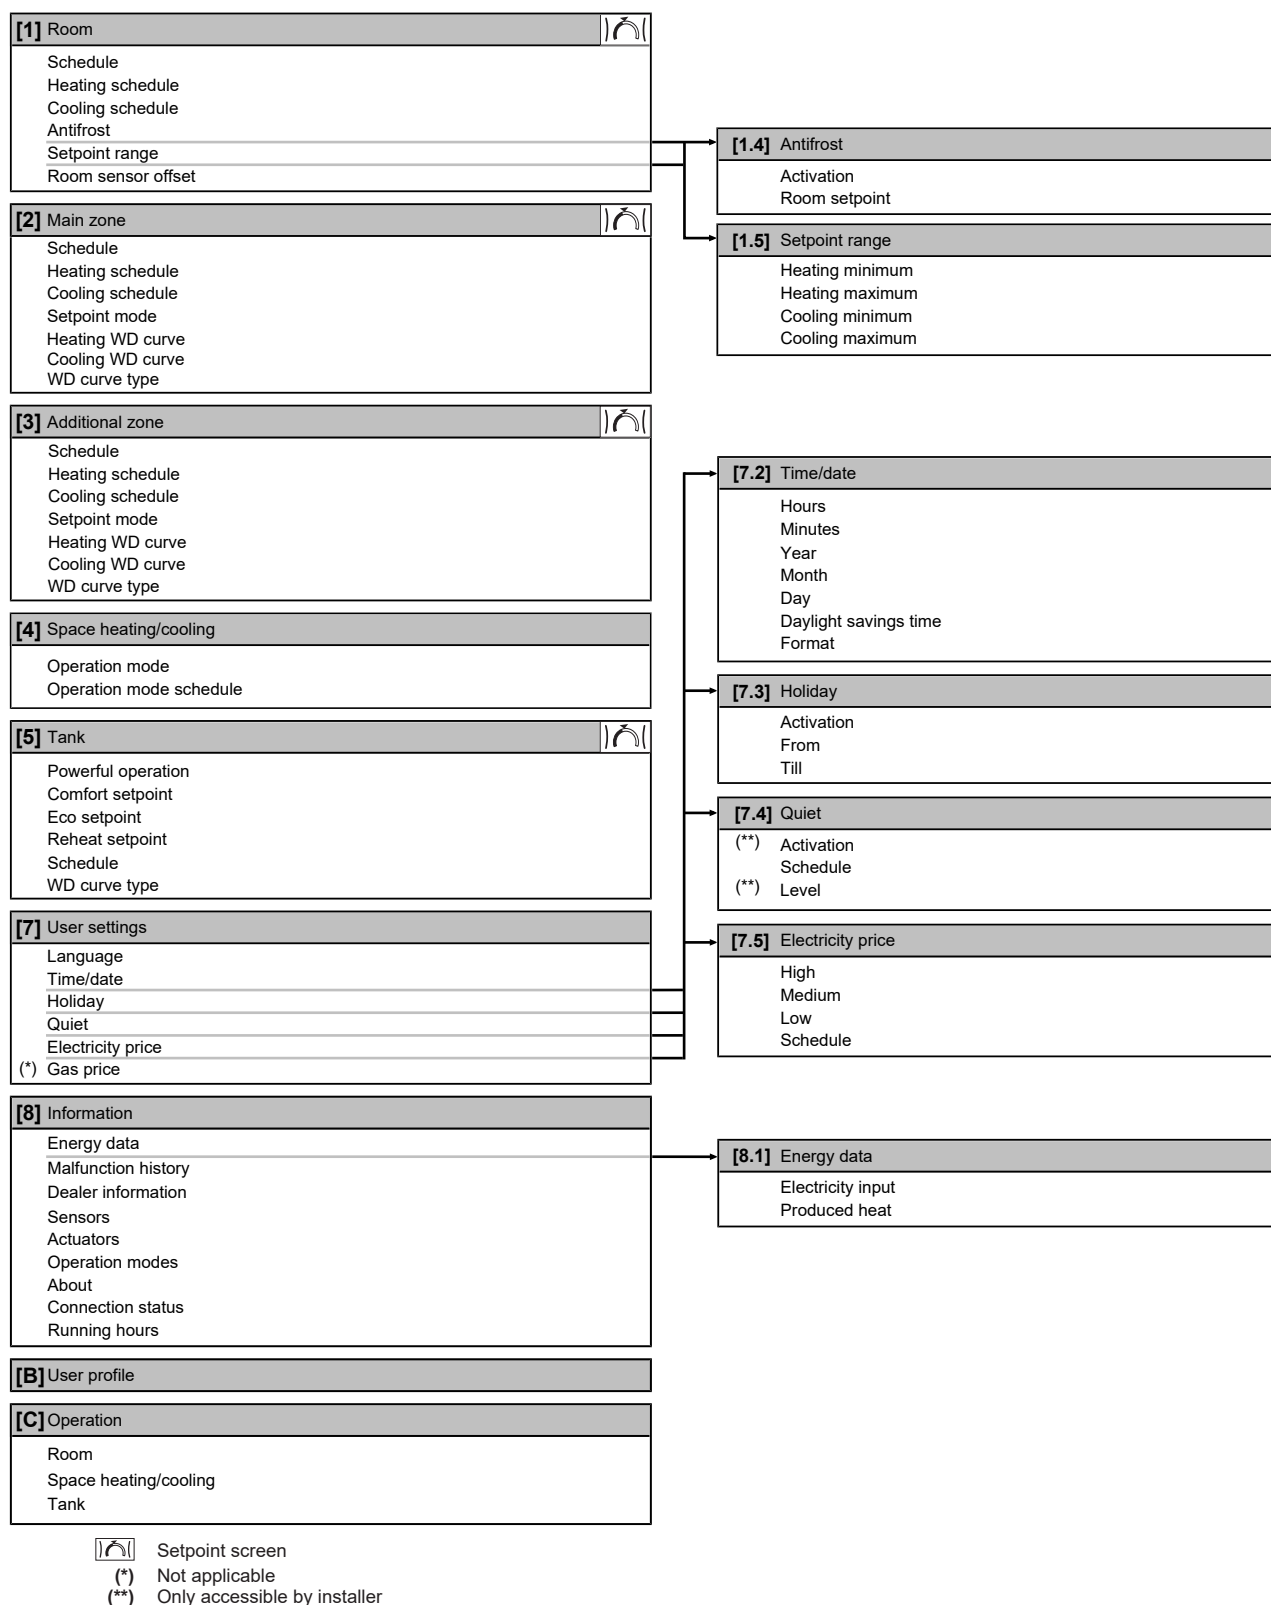 [1] Room
Schedule
Heating schedule
Cooling schedule
Antifrost
Setpoint range
Room sensor offset
[2] Main zone
Schedule
Heating schedule
Cooling schedule
Setpoint mode
Heating WD curve
Cooling WD curve
WD curve type
[3] Additional zone
Schedule
Heating schedule
Cooling schedule
Setpoint mode
Heating WD curve
Cooling WD curve
WD curve type
[4] Space heating/cooling
Operation mode
Operation mode schedule
[5] Tank
Powerful operation
Comfort setpoint
Eco setpoint
Reheat setpoint
Schedule
WD curve type
[7] User settings
Language
Time/date
Holiday
Quiet
Electricity price
(*) Gas price
[8] Information
Energy data
Malfunction history
Dealer information
Sensors
Actuators
Operation modes
About
Connection status
Running hours
[B] User profile
[C] Operation
Room
Space heating/cooling
Tank
[1.4] Antifrost
Activation
Room setpoint
[1.5] Setpoint range
Heating minimum
Heating maximum
Cooling minimum
Cooling maximum
[7.2] Time/date
Hours
Minutes
Year
Month
Day
Daylight savings time
Format
[7.3] Holiday
Activation
From
Till
[7.4] Quiet
(**) Activation
Schedule
(**) Level
[7.5] Electricity price
High
Medium
Low
Schedule
[8.1] Energy data
Electricity input
Produced heat
Setpoint screen
(*) Not applicable
(**) Only accessible by installer